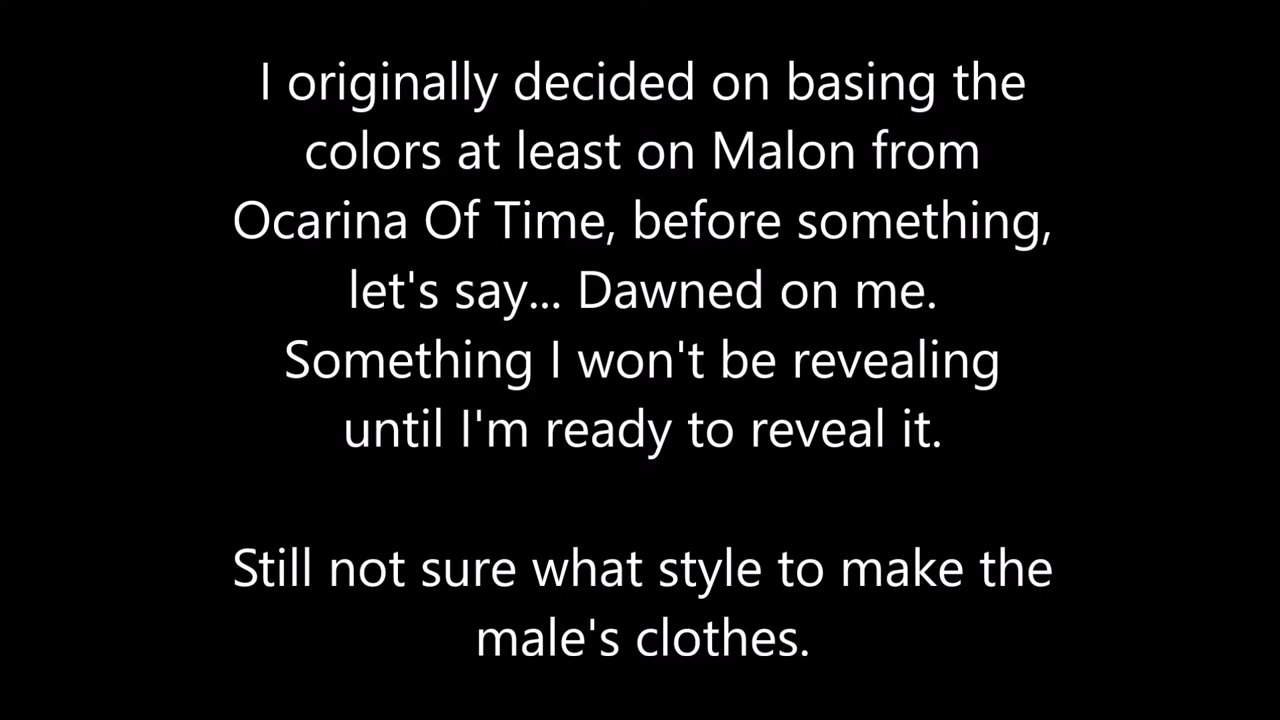 I originally decided on basing the
colors at least on Malon from
Ocarina Of Time, before something,
let's say... Dawned on me.
Something I won't be revealing
until I'm ready to reveal it.
Still not sure what style to make the
male's clothes.